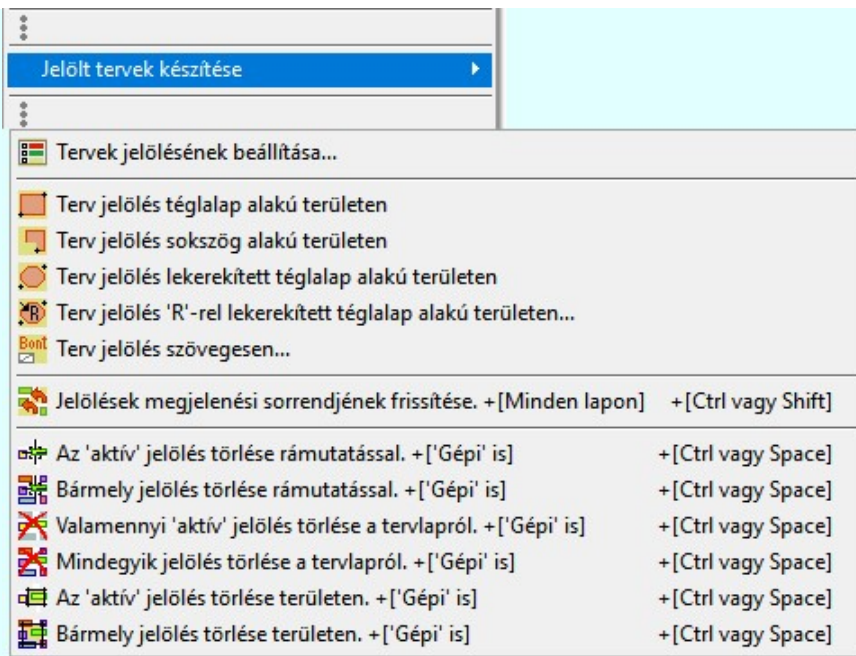 Jelölt tervek készítése
Tervek jelölésének beállítása...
Terv jelölés téglalap alakú területen
Terv jelölés sokszög alakú területen
Terv jelölés lekerekített téglalap alakú területen
R Terv jelölés 'R'-rel lekerekített téglalap alakú területen...
Bont Terv jelölés szövegesen...
Jelölések megjelenési sorrendjének frissítése. +[Minden lapon] +[Ctrl vagy Shift]
Az 'aktív' jelölés törlése rámutatással. +['Gépi' is] +[Ctrl vagy Space]
Bármely jelölés törlése rámutatással. +['Gépi' is] +[Ctrl vagy Space]
Valamennyi 'aktív' jelölés törlése a tervlapról. +['Gépi' is] +[Ctrl vagy Space]
Mindegyik jelölés törlése a tervlapról. +['Gépi' is] +[Ctrl vagy Space]
Az 'aktív' jelölés törlése területen. +['Gépi' is] +[Ctrl vagy Space]
Bármely jelölés törlése területen. +['Gépi' is] +[Ctrl vagy Space]